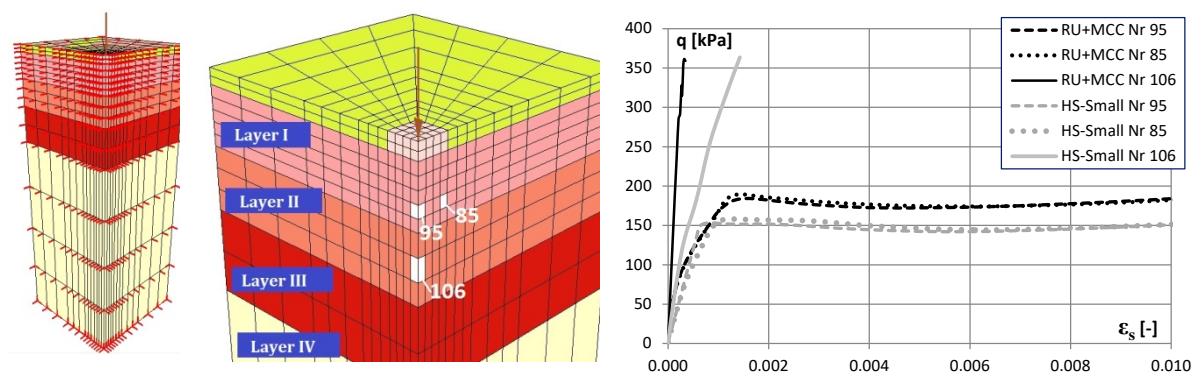 Layer I
Layer II
Layer III
Layer IV
85
95
106
q [kPa]
400
350
300
250
200
150
100
50
0
0.000
0.002
0.004
0.006
0.008
0.010
εs [-]
RU+MCC Nr 95
RU+MCC Nr 85
RU+MCC Nr 106
HS-Small Nr 95
HS-Small Nr 85
HS-Small Nr 106